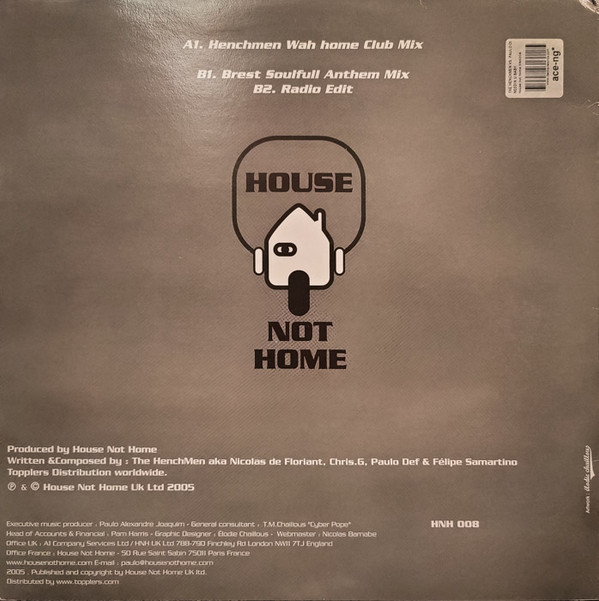 A1. Henchmen Wah home Club Mix
B1. Brest Soulfull Anthem Mix
B2. Radio Edit
ace-ng*
HOUSE
NOT
HOME
Produced by House Not Home
Written &Composed by : The HenchMen aka Nicolas de Floriant, Chris.G, Paulo Def & Félipe Samartino
Topplers Distribution worldwide.
℗ & © House Not Home Uk Ltd 2005
HNH 008
Executive music producer : Paulo Alexandre Joaquim - General consultant : T.M.Chailous "Cyber Pope"
Head of Accounts & Financial : Pam Harris - Graphic Designer : Élodie Chaillous - Webmaster : Nicolas Barnabe
Office UK : A1 Company Services Ltd / HNH UK Ltd 788-790 Finchley Rd London NW11 7TJ England
Office France : House Not Home - 50 Rue Saint Sabin 75011 Paris France
www.housenothome.com E-mail : paulo@housenothome.com
2005 . Published and copyright by House Not Home UK ltd.
Distributed by www.topplers.com